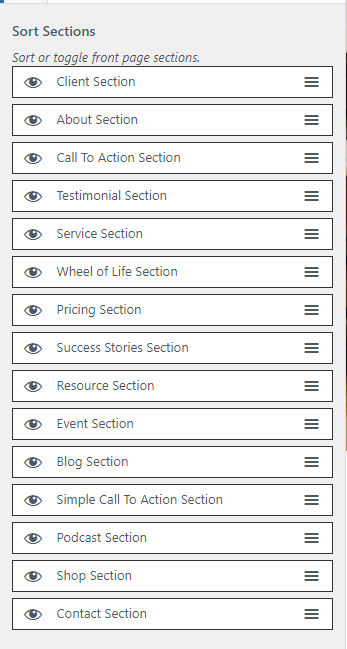 Sort Sections
Sort or toggle front page sections.
Client Section
About Section
Call To Action Section
Testimonial Section
Service Section
Wheel of Life Section
Pricing Section
Success Stories Section
Resource Section
Event Section
Blog Section
Simple Call To Action Section
Podcast Section
Shop Section
Contact Section